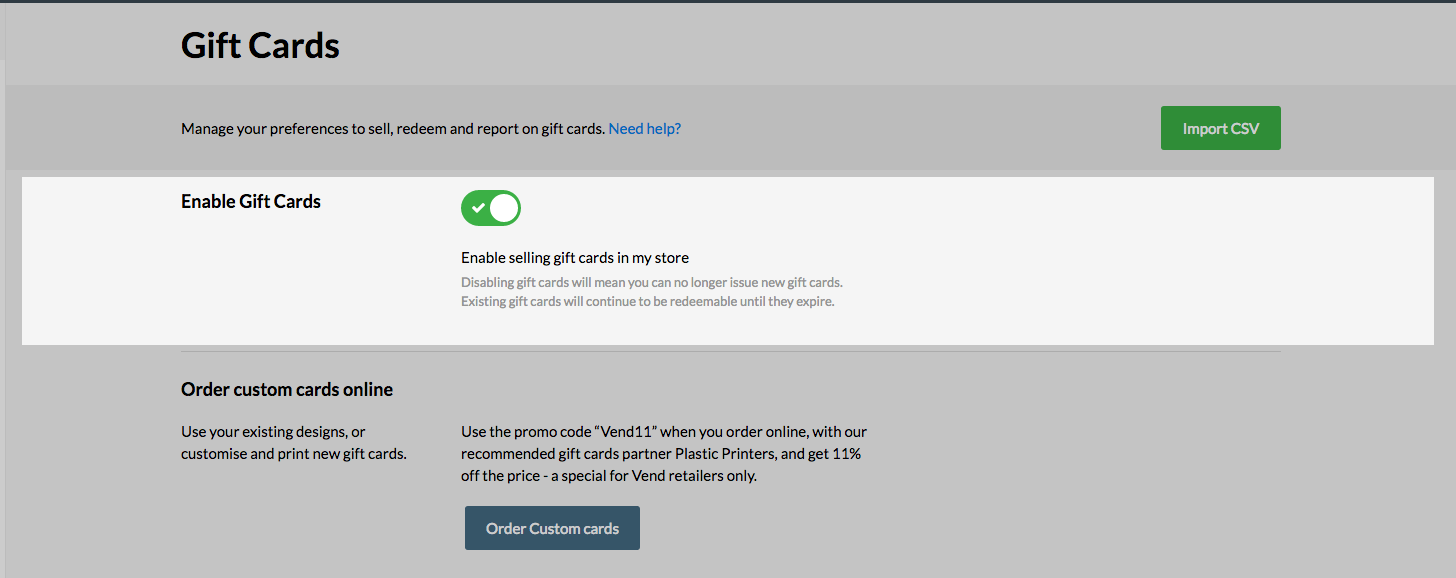 Gift Cards
Manage your preferences to sell, redeem and report on gift cards. Need help?
Import CSV
Enable Gift Cards
Enable selling gift cards in my store
Disabling gift cards will mean you can no longer issue new gift cards.
Existing gift cards will continue to be redeemable until they expire.
Order custom cards online
Use your existing designs, or
customise and print new gift cards.
Use the promo code “Vend11” when you order online, with our
recommended gift cards partner Plastic Printers, and get 11%
off the price - a special for Vend retailers only.
Order Custom cards